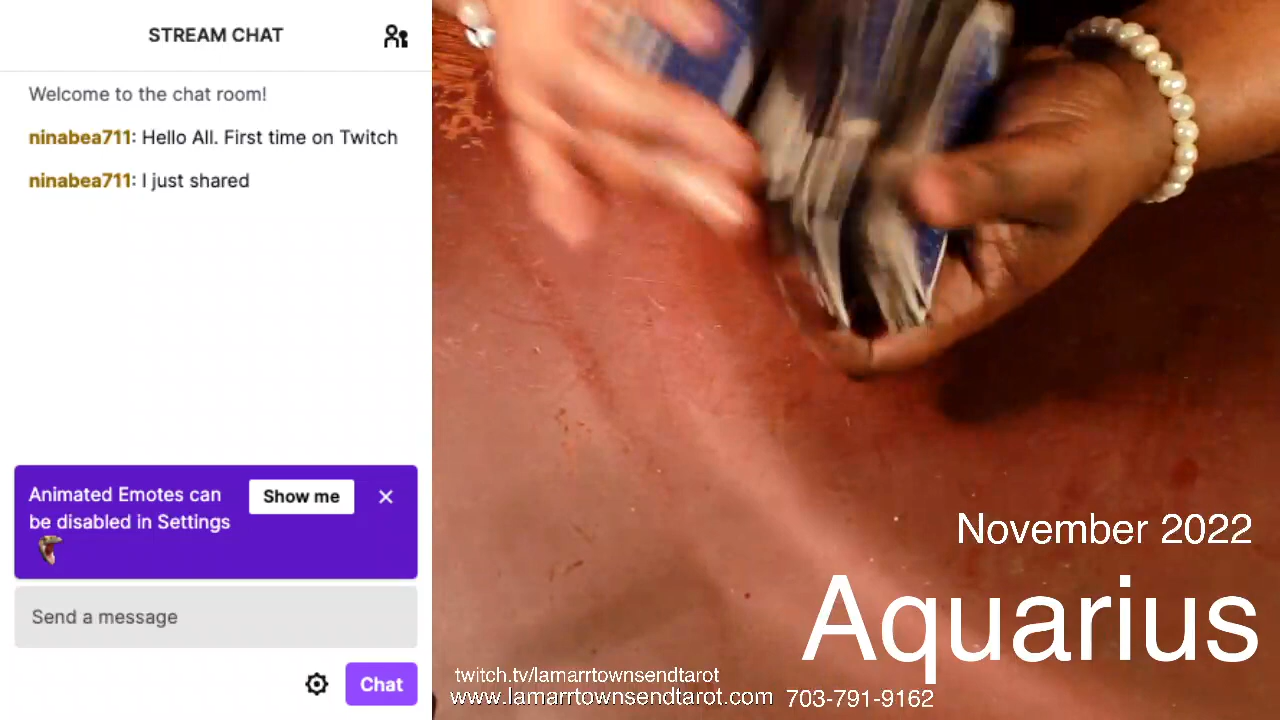 STREAM CHAT
Welcome to the chat room!
ninabea711: Hello All. First time on Twitch
ninabea711: I just shared
Animated Emotes can
be disabled in Settings
Show me
Send a message
Chat
November 2022
Aquarius
twitch.tv/lamarrtownsendtarot
www.lamarrtownsendtarot.com 703-791-9162